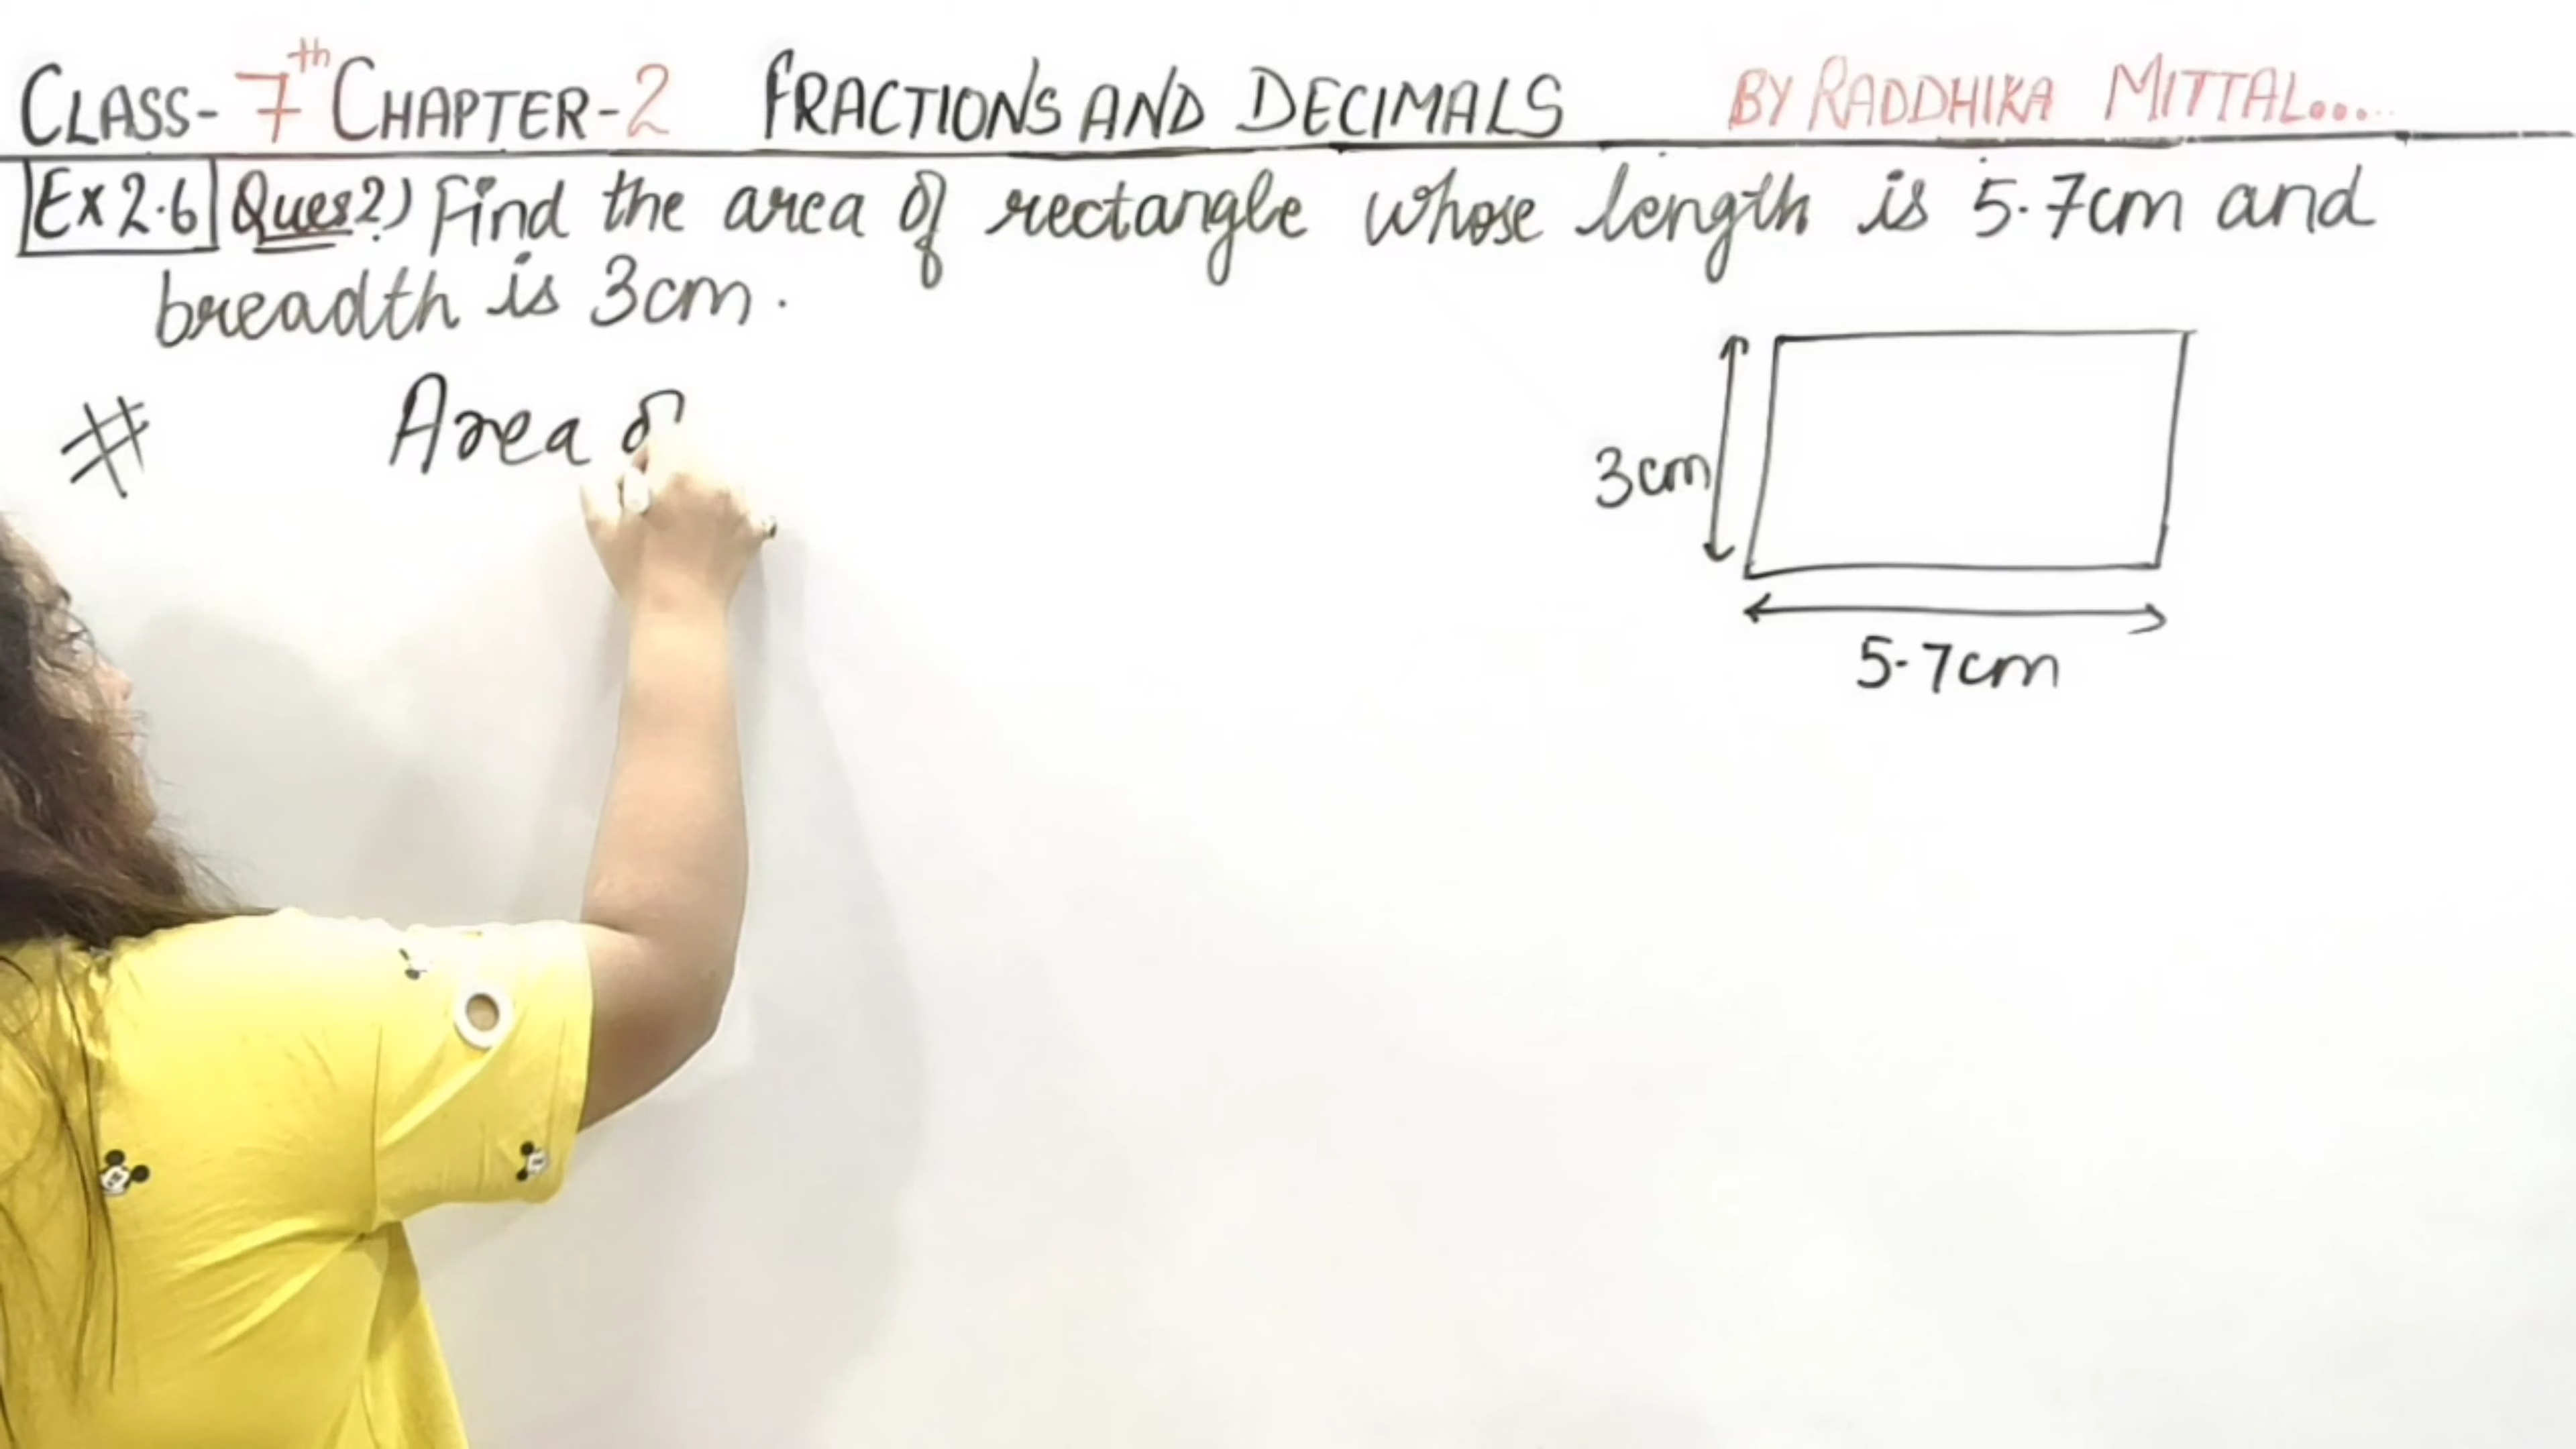 CLASS- 7th CHAPTER-2 FRACTIONS AND DECIMALS BY RADDHIKA MITTAL.....
Ex 2.6 Ques2) Find the area of rectangle whose length is 5.7cm and
breadth is 3cm.
# Area of
3cm
5.7cm